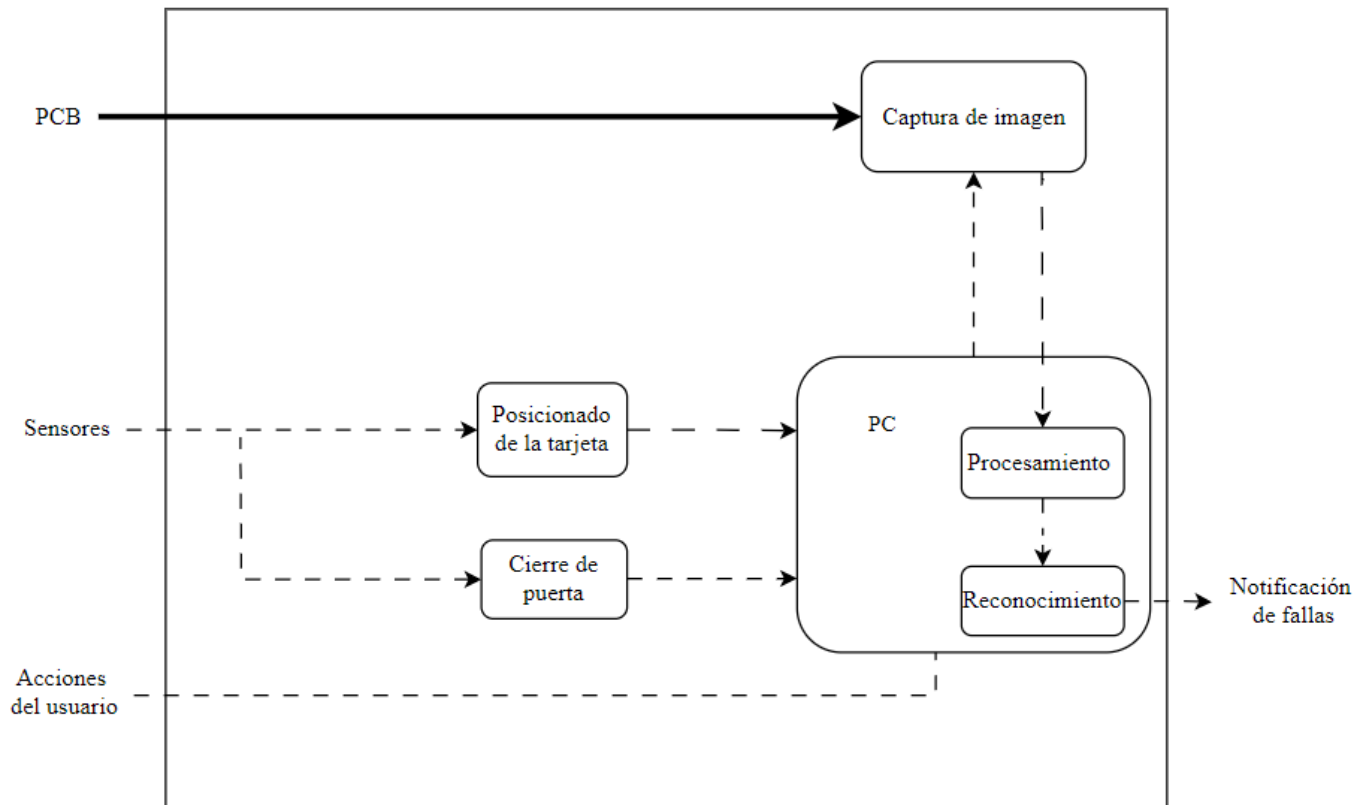 PCB
Captura de imagen
Sensores
Posicionado
de la tarjeta
PC
Procesamiento
Cierre de
puerta
Reconocimiento
Notificación
de fallas
Acciones
del usuario